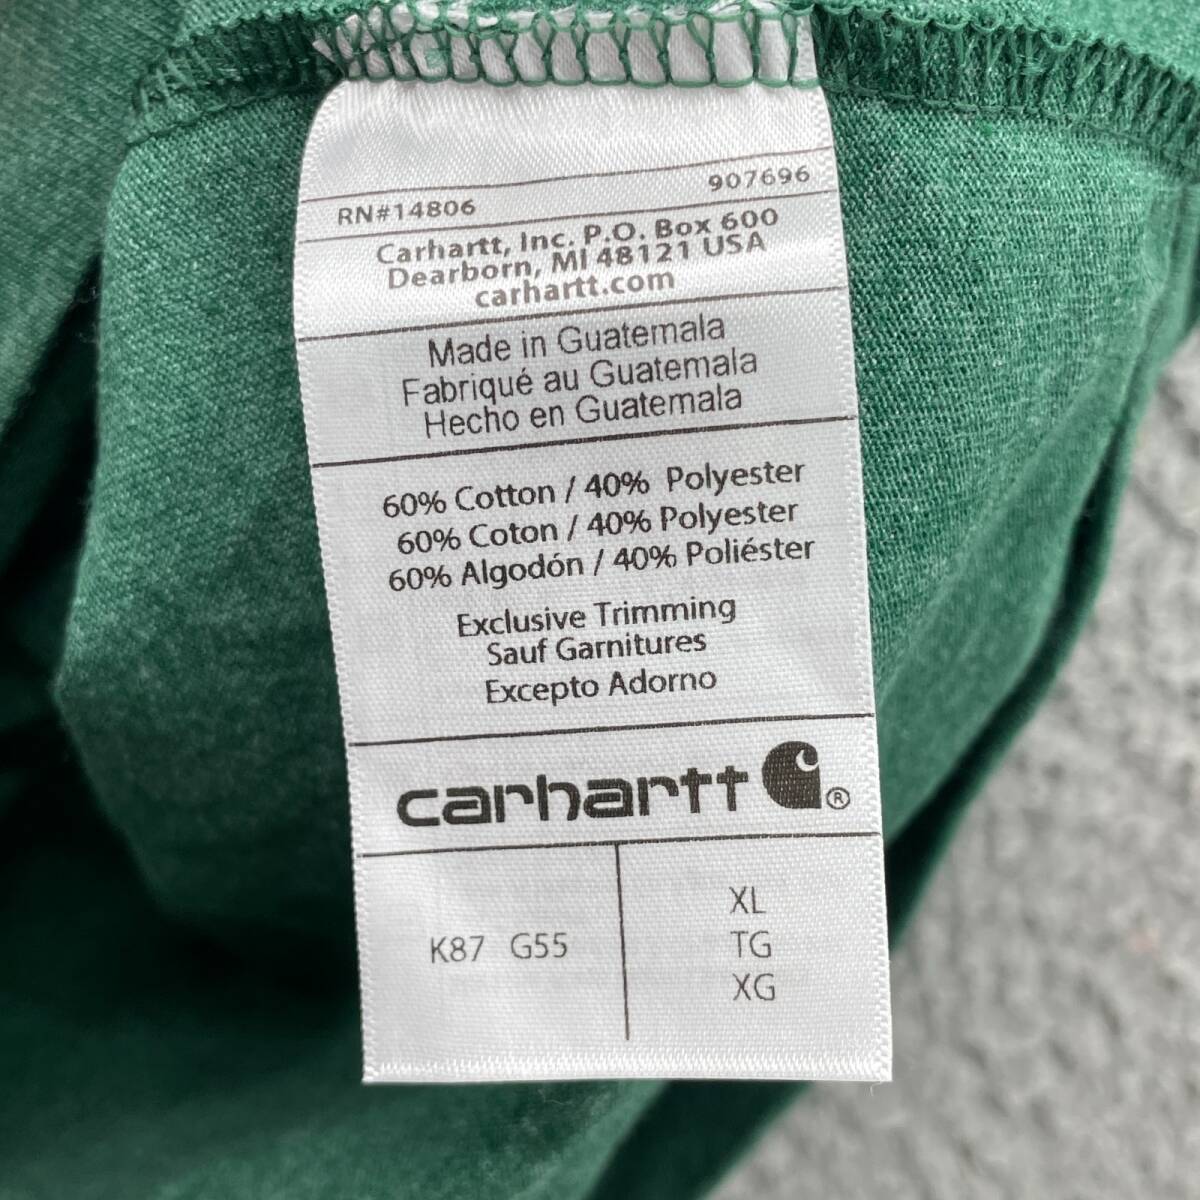 907696
RN#14806
Carhartt, Inc. P.O. Box 600
Dearborn, MI 48121 USA
carhartt.com
Made in Guatemala
Fabriqué au Guatemala
Hecho en Guatemala
60% Cotton / 40% Polyester
60% Coton / 40% Polyester
60% Algodón / 40% Poliéster
Exclusive Trimming
Sauf Garnitures
Excepto Adorno
carhartt ®
K87 G55
XL
TG
XG